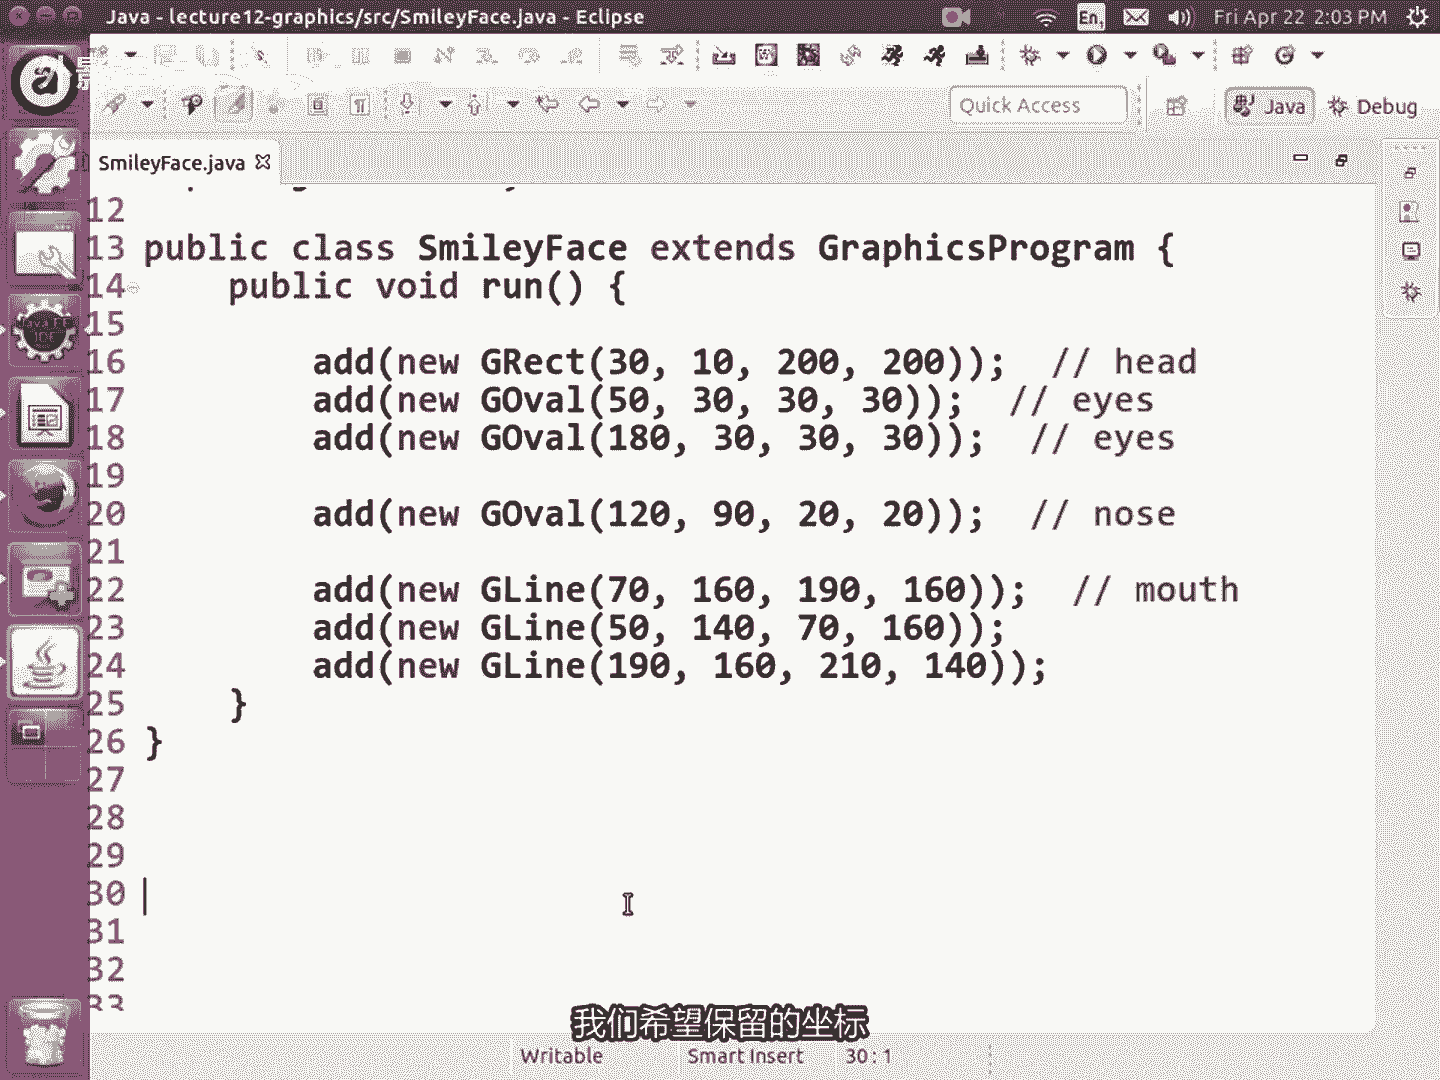 Java - lecture12-graphics/src/SmileyFace.java - Eclipse
En
Fri Apr 22 2:03 PM
Quick Access
Java
Debug
SmileyFace.java
12
13 public class SmileyFace extends GraphicsProgram {
14 public void run() {
15
16 add(new GRect(30, 10, 200, 200)); // head
17 add(new GOval(50, 30, 30, 30)); // eyes
18 add(new GOval(180, 30, 30, 30)); // eyes
19
20 add(new GOval(120, 90, 20, 20)); // nose
21
22 add(new GLine(70, 160, 190, 160)); // mouth
23 add(new GLine(50, 140, 70, 160));
24 add(new GLine(190, 160, 210, 140));
25 }
26 }
27
28
29
30
31
32
33
Java EE
IDE
我们希望保留的坐标
Writable
Smart Insert
30 : 1